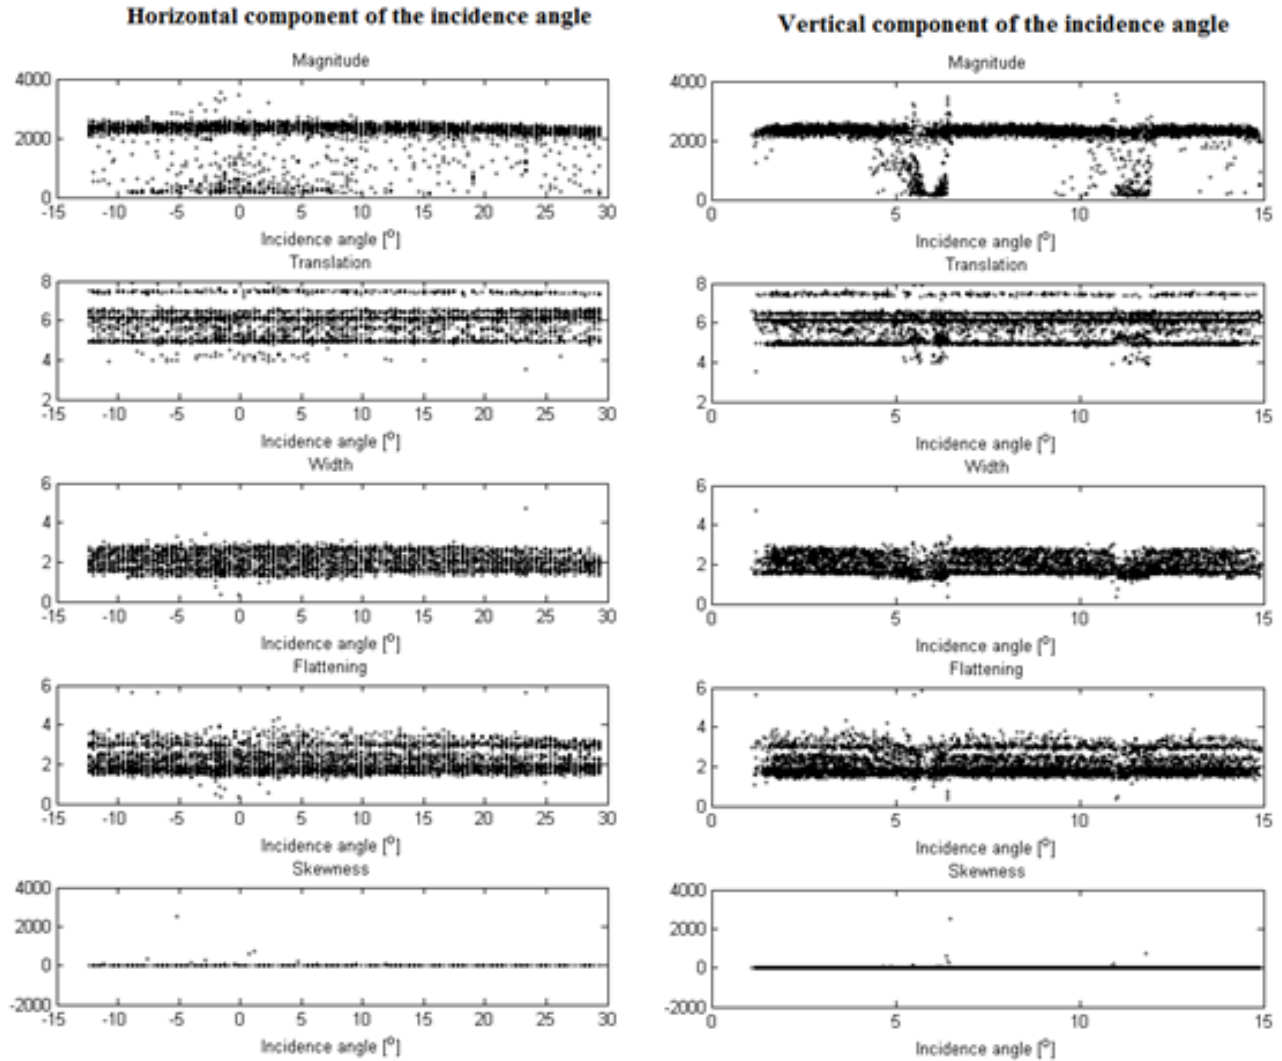 Horizontal component of the incidence angle
Magnitude
4000
2000
0
-15 -10 -5 0 5 10 15 20 25 30
Incidence angle [o]
Translation
8
6
4
2
-15 -10 -5 0 5 10 15 20 25 30
Incidence angle [o]
Width
6
4
2
0
-15 -10 -5 0 5 10 15 20 25 30
Incidence angle [o]
Flattening
6
4
2
0
-15 -10 -5 0 5 10 15 20 25 30
Incidence angle [o]
Skewness
4000
2000
0
-2000
-15 -10 -5 0 5 10 15 20 25 30
Incidence angle [o]
Vertical component of the incidence angle
Magnitude
4000
2000
0
0 5 10 15
Incidence angle [o]
Translation
8
6
4
2
0 5 10 15
Incidence angle [o]
Width
6
4
2
0
0 5 10 15
Incidence angle [o]
Flattening
6
4
2
0
0 5 10 15
Incidence angle [o]
Skewness
4000
2000
0
-2000
0 5 10 15
Incidence angle [o]